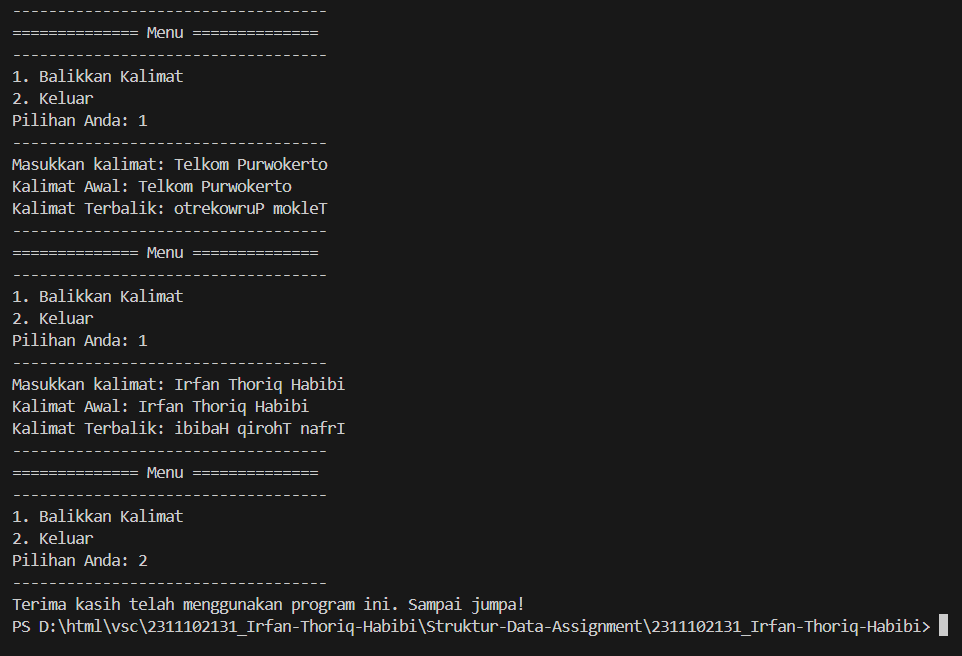 -----------------------------------
============== Menu ==============
-----------------------------------
1. Balikkan Kalimat
2. Keluar
Pilihan Anda: 1
-----------------------------------
Masukkan kalimat: Telkom Purwokerto
Kalimat Awal: Telkom Purwokerto
Kalimat Terbalik: otrekowruP mokleT
-----------------------------------
============== Menu ==============
-----------------------------------
1. Balikkan Kalimat
2. Keluar
Pilihan Anda: 1
-----------------------------------
Masukkan kalimat: Irfan Thoriq Habibi
Kalimat Awal: Irfan Thoriq Habibi
Kalimat Terbalik: ibibaH qirohT nafrI
-----------------------------------
============== Menu ==============
-----------------------------------
1. Balikkan Kalimat
2. Keluar
Pilihan Anda: 2
-----------------------------------
Terima kasih telah menggunakan program ini. Sampai jumpa!
PS D:\html\vsc\2311102131_Irfan-Thoriq-Habibi\Struktur-Data-Assignment\2311102131_Irfan-Thoriq-Habibi>